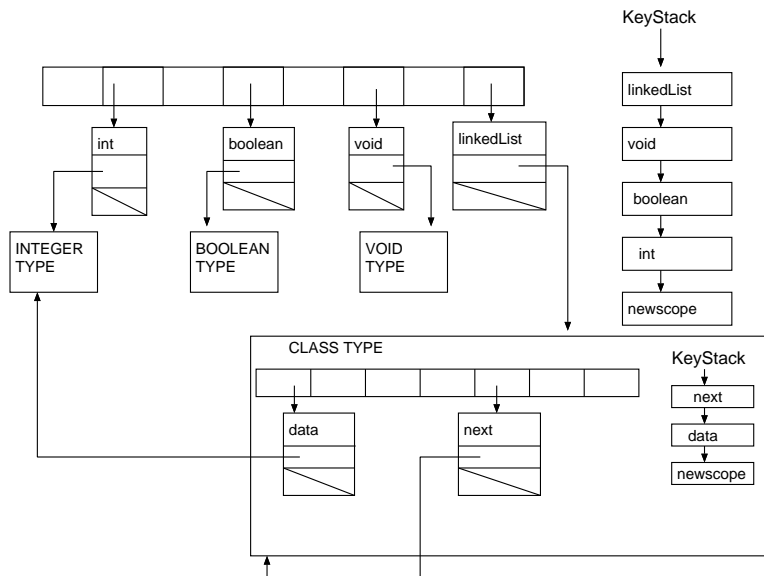 KeyStack
linkedList
int
boolean
void
linkedList
void
boolean
INTEGER
TYPE
BOOLEAN
TYPE
VOID
TYPE
int
newscope
CLASS TYPE
KeyStack
next
data
next
data
newscope